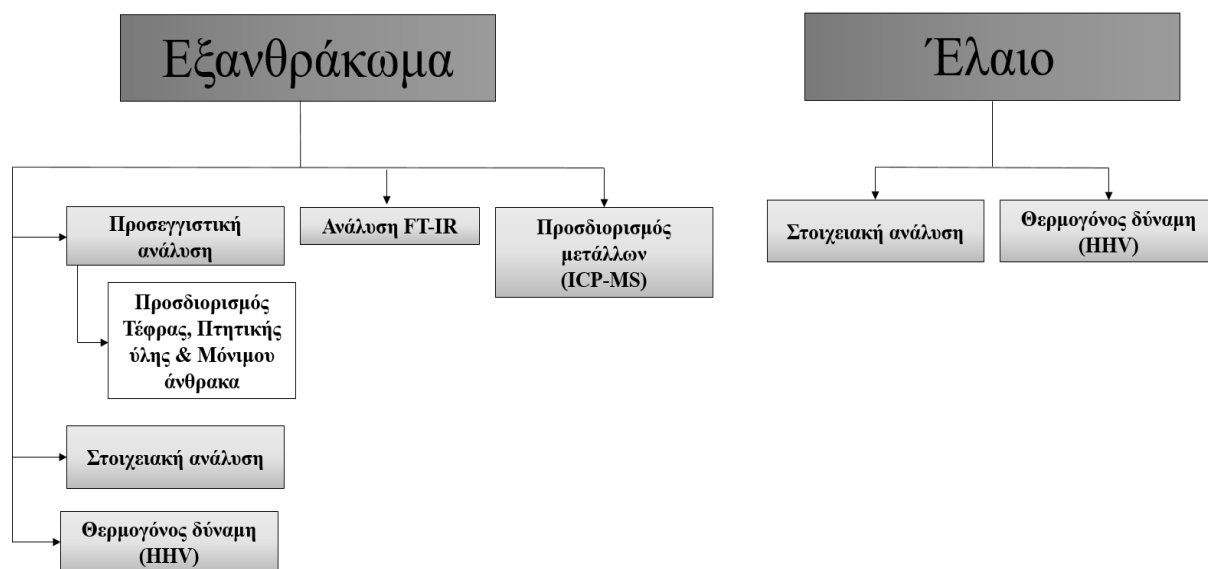 Εξανθράκωμα
Προσεγγιστική
ανάλυση
Προσδιορισμός
Τέφρας, Πτητικής
ύλης & Μόνιμου
άνθρακα
Στοιχειακή ανάλυση
Θερμογόνος δύναμη
(HHV)
Ανάλυση FT-IR
Προσδιορισμός
μετάλλων
(ICP-MS)
Έλαιο
Στοιχειακή ανάλυση
Θερμογόνος δύναμη
(HHV)